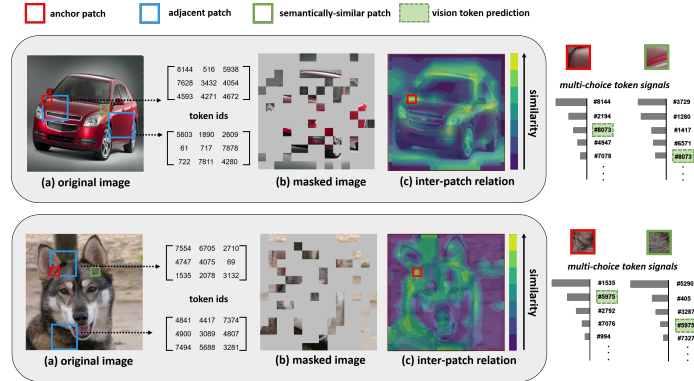 anchor patch adjacent patch semantically-similar patch vision token prediction
8144 516 5938
7628 3432 4054
4593 4271 4672
token ids
5603 1890 2609
61 717 7878
722 7811 4280
(a) original image (b) masked image (c) inter-patch relation
similarity
multi-choice token signals
#8144 #3729
#2194 #1280
#8073 #1417
#4947 #6571
#7078 #8073
7554 6705 2710
4747 4075 69
1535 2078 3132
token ids
4841 4417 7374
4900 3089 4807
7494 5688 3281
(a) original image (b) masked image (c) inter-patch relation
similarity
multi-choice token signals
#1535 #5290
#5975 #405
#2792 #3287
#7076 #5975
#994 #7327